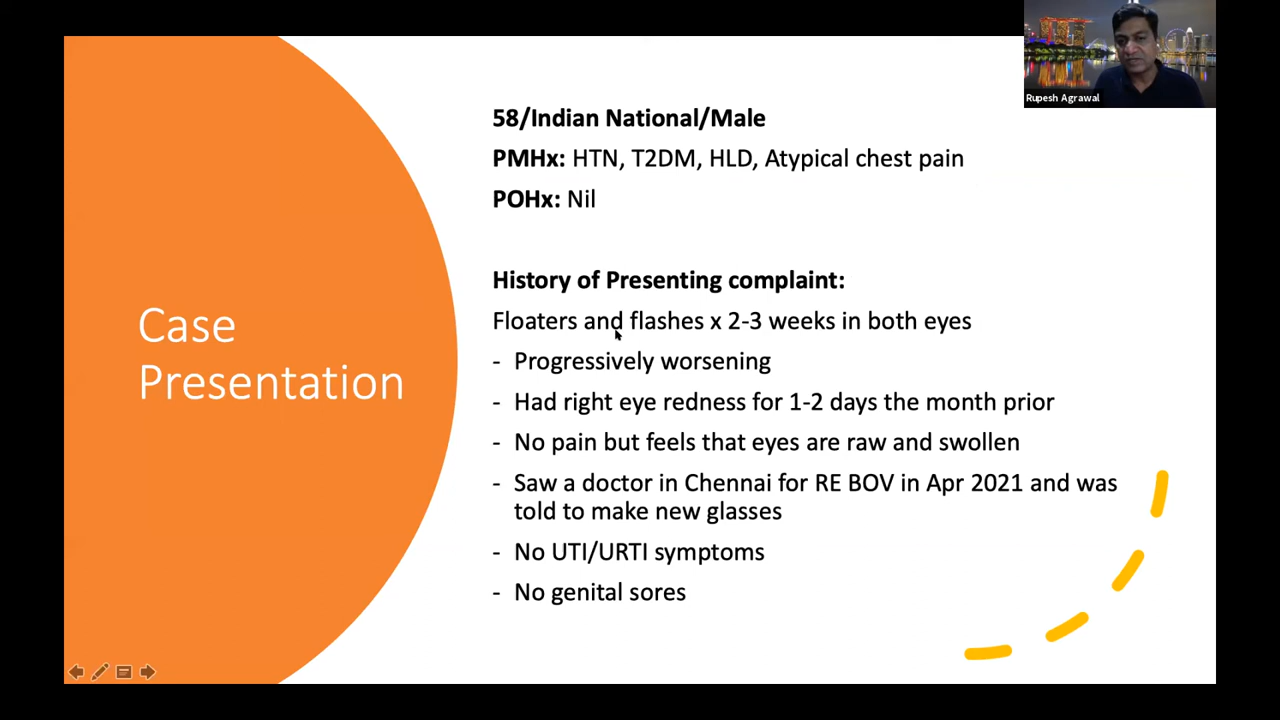 Rupesh Agrawal
58/Indian National/Male
PMHx: HTN, T2DM, HLD, Atypical chest pain
POHx: Nil
History of Presenting complaint:
Floaters and flashes x 2-3 weeks in both eyes
- Progressively worsening
- Had right eye redness for 1-2 days the month prior
- No pain but feels that eyes are raw and swollen
- Saw a doctor in Chennai for RE BOV in Apr 2021 and was
told to make new glasses
- No UTI/URTI symptoms
- No genital sores
Case
Presentation